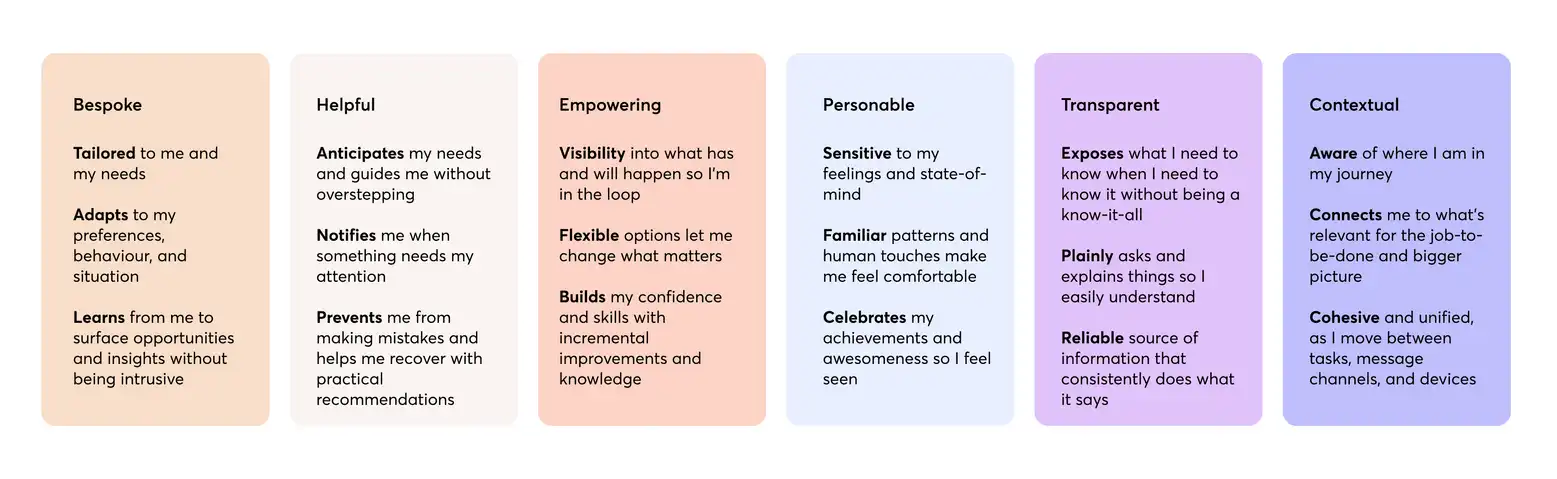 Bespoke
Tailored to me and
my needs
Adapts to my
preferences,
behaviour, and
situation
Learns from me to
surface opportunities
and insights without
being intrusive
Helpful
Anticipates my needs
and guides me without
overstepping
Notifies me when
something needs my
attention
Prevents me from
making mistakes and
helps me recover with
practical
recommendations
Empowering
Visibility into what has
and will happen so I'm
in the loop
Flexible options let me
change what matters
Builds my confidence
and skills with
incremental
improvements and
knowledge
Personable
Sensitive to my
feelings and state-of-
mind
Familiar patterns and
human touches make
me feel comfortable
Celebrates my
achievements and
awesomeness so I feel
seen
Transparent
Exposes what I need to
know when I need to
know it without being a
know-it-all
Plainly asks and
explains things so I
easily understand
Reliable source of
information that
consistently does what
it says
Contextual
Aware of where I am in
my journey
Connects me to what's
relevant for the job-to-
be-done and bigger
picture
Cohesive and unified,
as I move between
tasks, message
channels, and devices